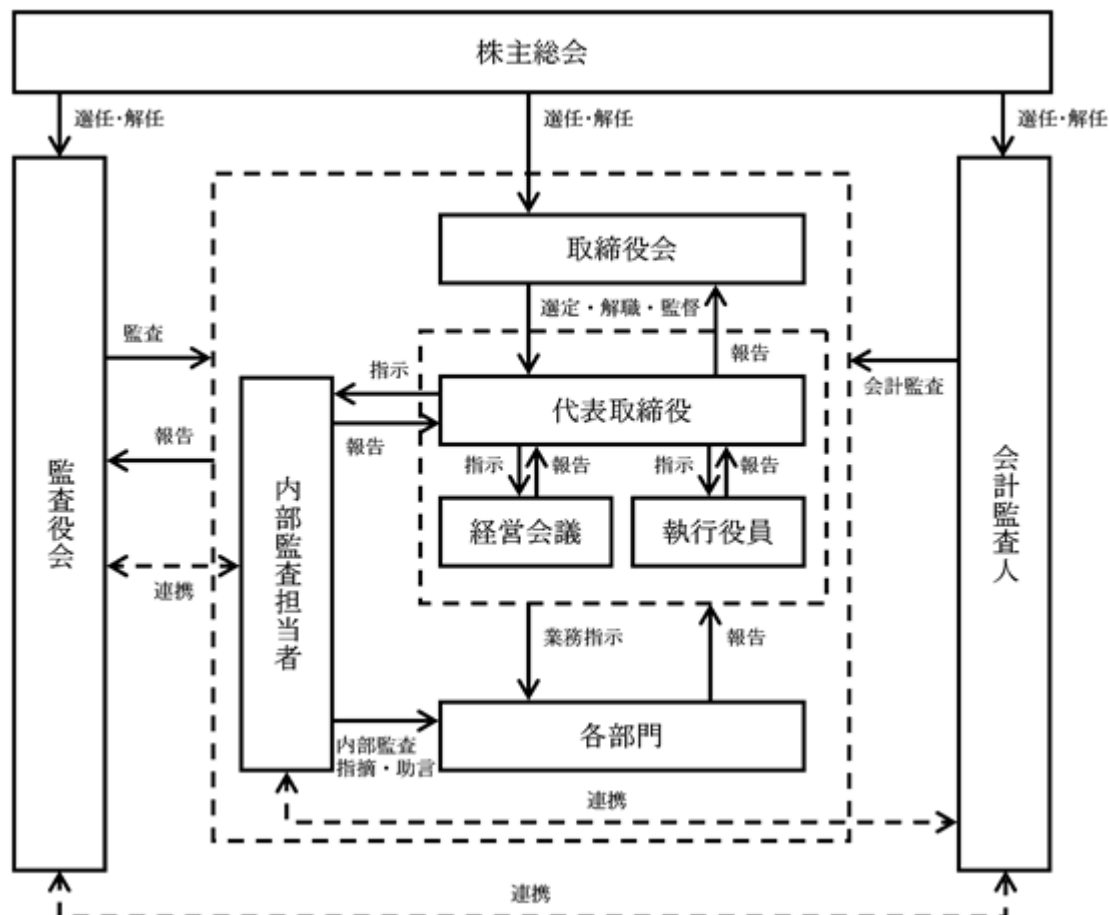 株主総会
選任・解任
選任・解任
選任・解任
取締役会
選定・解職・監督
報告
監査
報告
指示
報告
代表取締役
会計監査
指示
報告
指示
報告
経営会議
執行役員
監査役会
内部監査担当者
会計監査人
連携
業務指示
報告
各部門
内部監査
指摘・助言
連携
連携